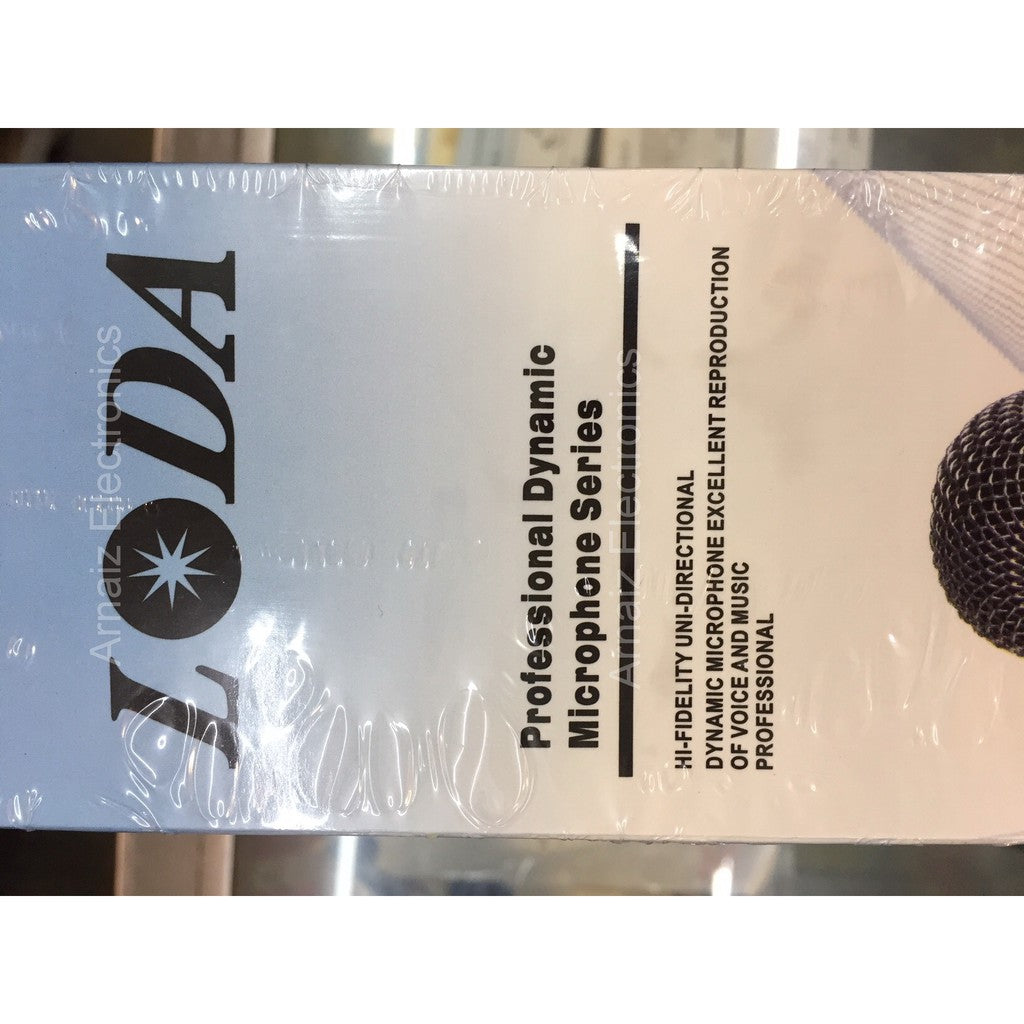 LODA
Professional Dynamic
Microphone Series
HI-FIDELITY UNI-DIRECTIONAL
DYNAMIC MICROPHONE EXCELLENT REPRODUCTION
OF VOICE AND MUSIC
PROFESSIONAL
Arnaiz Electronics
Arnaiz Electronics